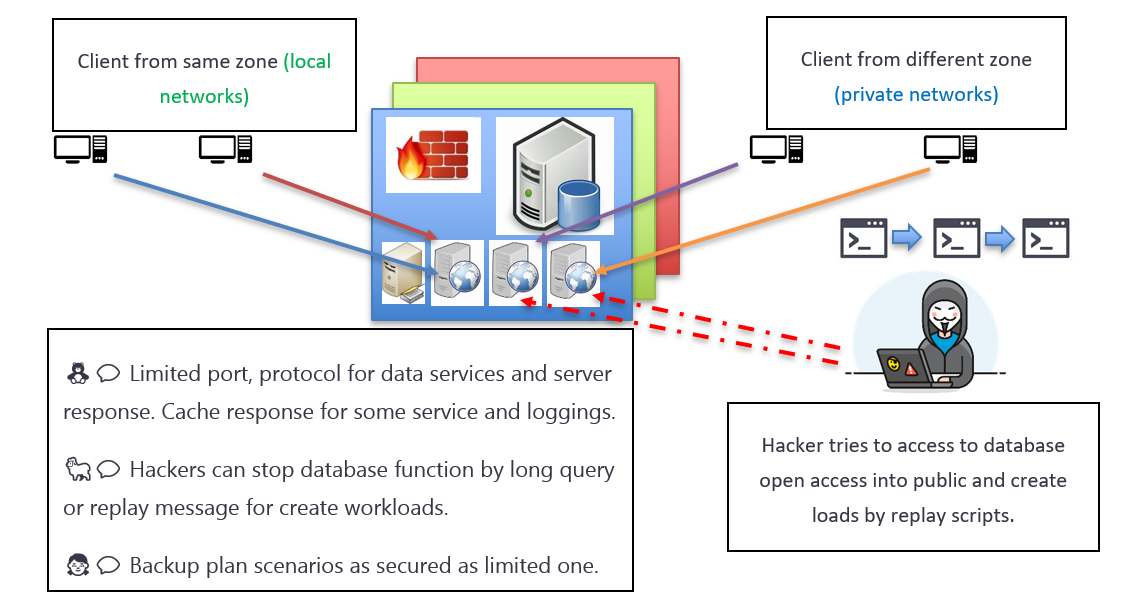 Client from same zone (local
networks)
Client from different zone
(private networks)
Limited port, protocol for data services and server
response. Cache response for some service and loggings.
Hackers can stop database function by long query
or replay message for create workloads.
Backup plan scenarios as secured as limited one.
Hacker tries to access to database
open access into public and create
loads by replay scripts.